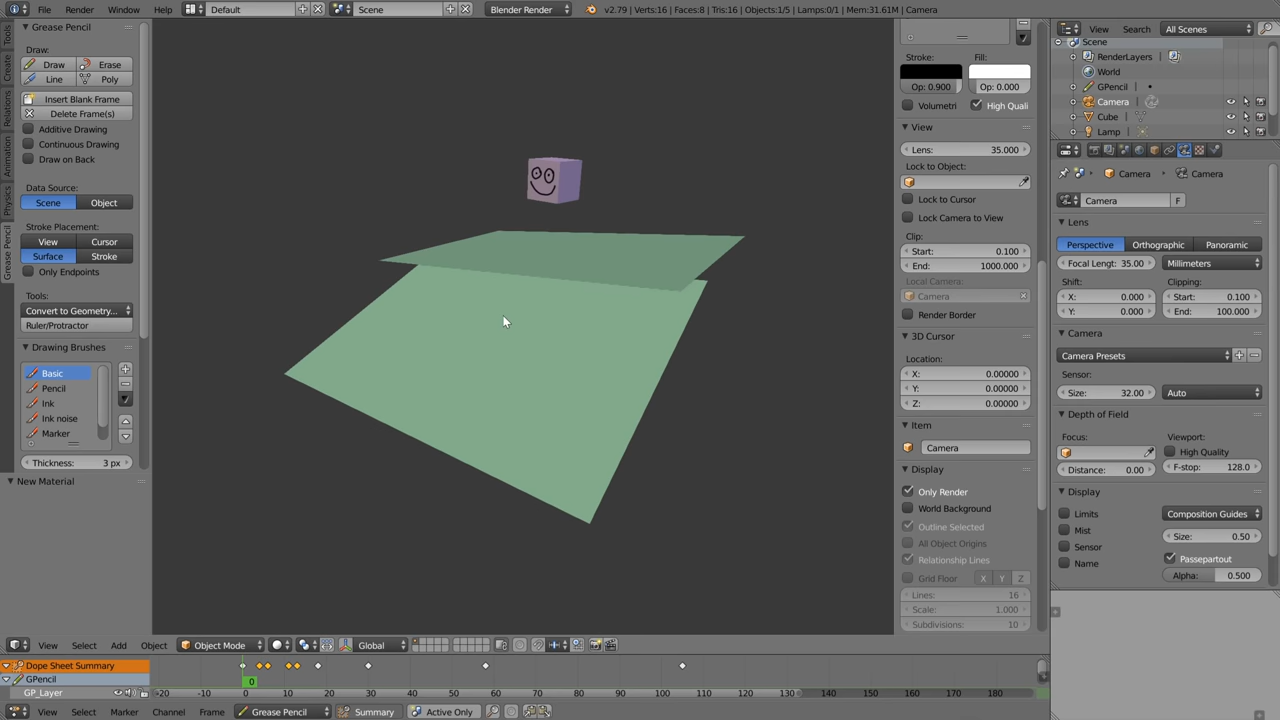 File Render Window Help Default Scene Blender Render v2.79 | Verts:16 | Faces:8 | Tris:16 | Objects:1/5 | Lamps:0/1 | Mem:31.61M | Camera
Tools
Create
Relations
Animation
Physics
Grease Pencil
Grease Pencil
Draw:
Draw Erase
Line Poly
Insert Blank Frame
Delete Frame(s)
Additive Drawing
Continuous Drawing
Draw on Back
Data Source:
Scene Object
Stroke Placement:
View Cursor
Surface Stroke
Only Endpoints
Tools:
Convert to Geometry...
Ruler/Protractor
Drawing Brushes
Basic
Pencil
Ink
Ink noise
Marker
Thickness: 3 px
New Material
Stroke: Fill:
Op: 0.900 Op: 0.000
Volumetri High Quali
View
Lens: 35.000
Lock to Object:
Lock to Cursor
Lock Camera to View
Clip:
Start: 0.100
End: 1000.000
Local Camera:
Camera
Render Border
3D Cursor
Location:
X: 0.00000
Y: 0.00000
Z: 0.00000
Item
Camera
Display
Only Render
World Background
Outline Selected
All Object Origins
Relationship Lines
Grid Floor X Y Z
Lines: 16
Scale: 1.000
Subdivisions: 10
View Search All Scenes
Scene
RenderLayers
World
GPencil
Camera
Cube
Lamp
Camera Camera
Camera F
Lens
Perspective Orthographic Panoramic
Focal Lengt: 35.00 Millimeters
Shift: Clipping:
X: 0.000 Start: 0.100
Y: 0.000 End: 100.000
Camera
Camera Presets
Sensor:
Size: 32.00 Auto
Depth of Field
Focus: Viewport:
High Quality
Distance: 0.00 F-stop: 128.0
Display
Limits Composition Guides
Mist Size: 0.50
Sensor Passepartout
Name Alpha: 0.500
View Select Add Object Object Mode Global
Dope Sheet Summary
GPencil
0
GP_Layer -20 -10 0 10 20 30 40 50 60 70 80 90 100 110 120 130 140 150 160 170 180
View Select Marker Channel Frame Grease Pencil Summary Active Only